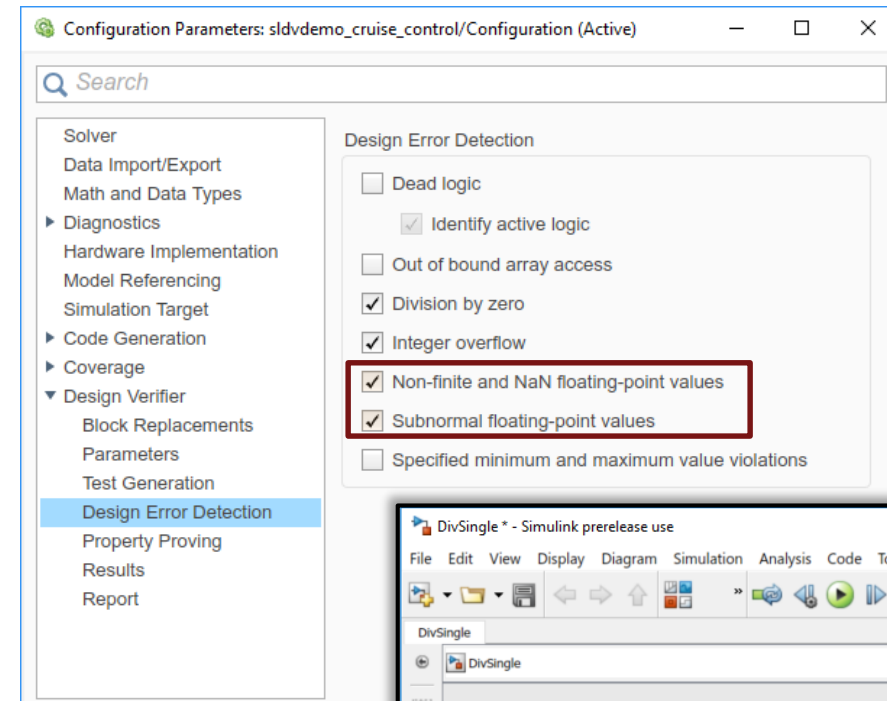 Configuration Parameters: sldvdemo_cruise_control/Configuration (Active)
Search
Solver
Data Import/Export
Math and Data Types
Diagnostics
Hardware Implementation
Model Referencing
Simulation Target
Code Generation
Coverage
Design Verifier
Block Replacements
Parameters
Test Generation
Design Error Detection
Property Proving
Results
Report
Design Error Detection
Dead logic
Identify active logic
Out of bound array access
Division by zero
Integer overflow
Non-finite and NaN floating-point values
Subnormal floating-point values
Specified minimum and maximum value violations
DivSingle * - Simulink prerelease use
File Edit View Display Diagram Simulation Analysis Code To
»
DivSingle
DivSingle